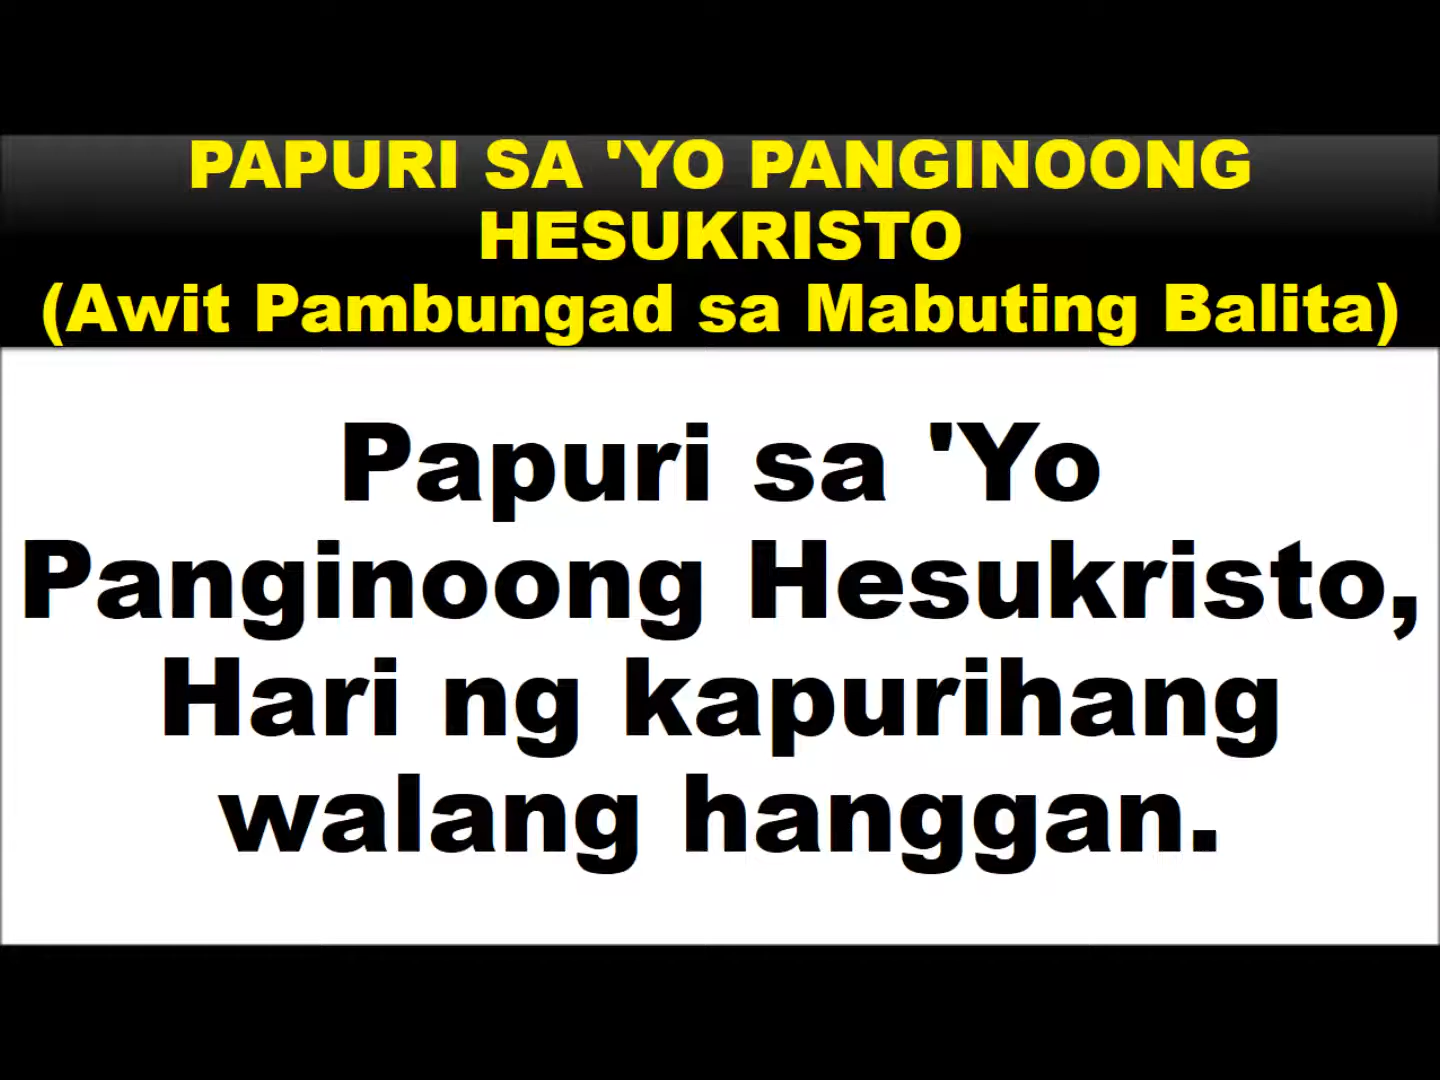 PAPURI SA 'YO PANGINOONG
HESUKRISTO
(Awit Pambungad sa Mabuting Balita)
Papuri sa 'Yo
Panginoong Hesukristo,
Hari ng kapurihang
walang hanggan.